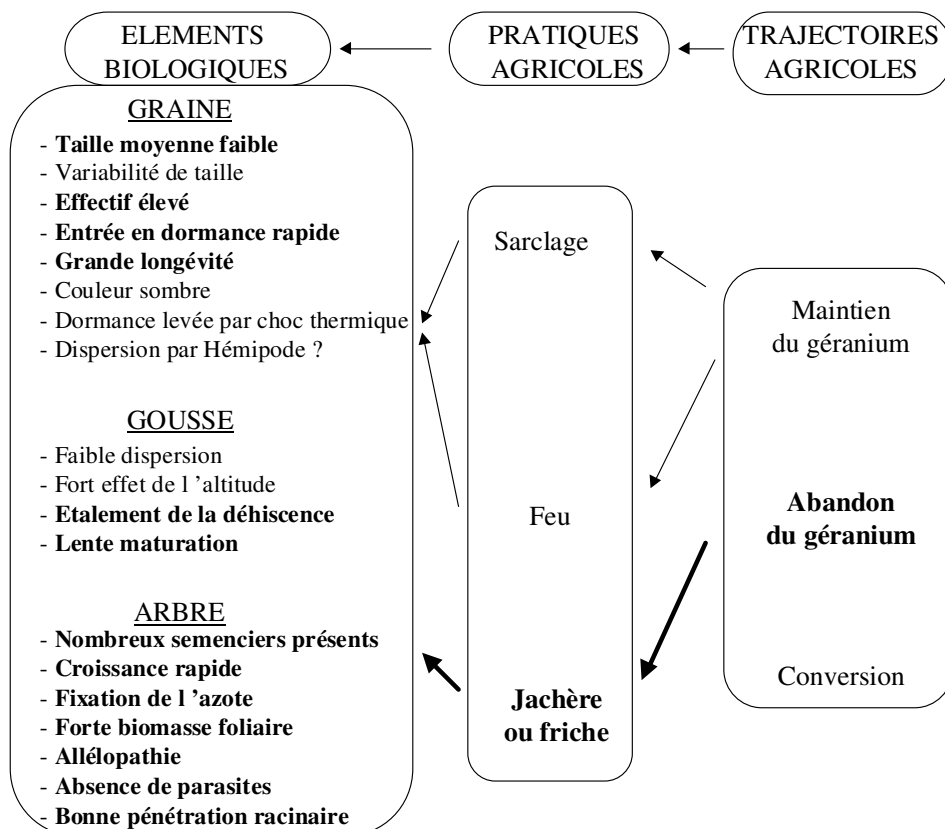 ELEMENTS
BIOLOGIQUES
PRATIQUES
AGRICOLES
TRAJECTOIRES
AGRICOLES
GRAINE
- Taille moyenne faible
- Variabilité de taille
- Effectif élevé
- Entrée en dormance rapide
- Grande longévité
- Couleur sombre
- Dormance levée par choc thermique
- Dispersion par Hémipode ?
GOUSSE
- Faible dispersion
- Fort effet de l ’altitude
- Etalement de la déhiscence
- Lente maturation
ARBRE
- Nombreux semenciers présents
- Croissance rapide
- Fixation de l ’azote
- Forte biomasse foliaire
- Allélopathie
- Absence de parasites
- Bonne pénétration racinaire
Sarclage
Feu
Jachère
ou friche
Maintien
du géranium
Abandon
du géranium
Conversion